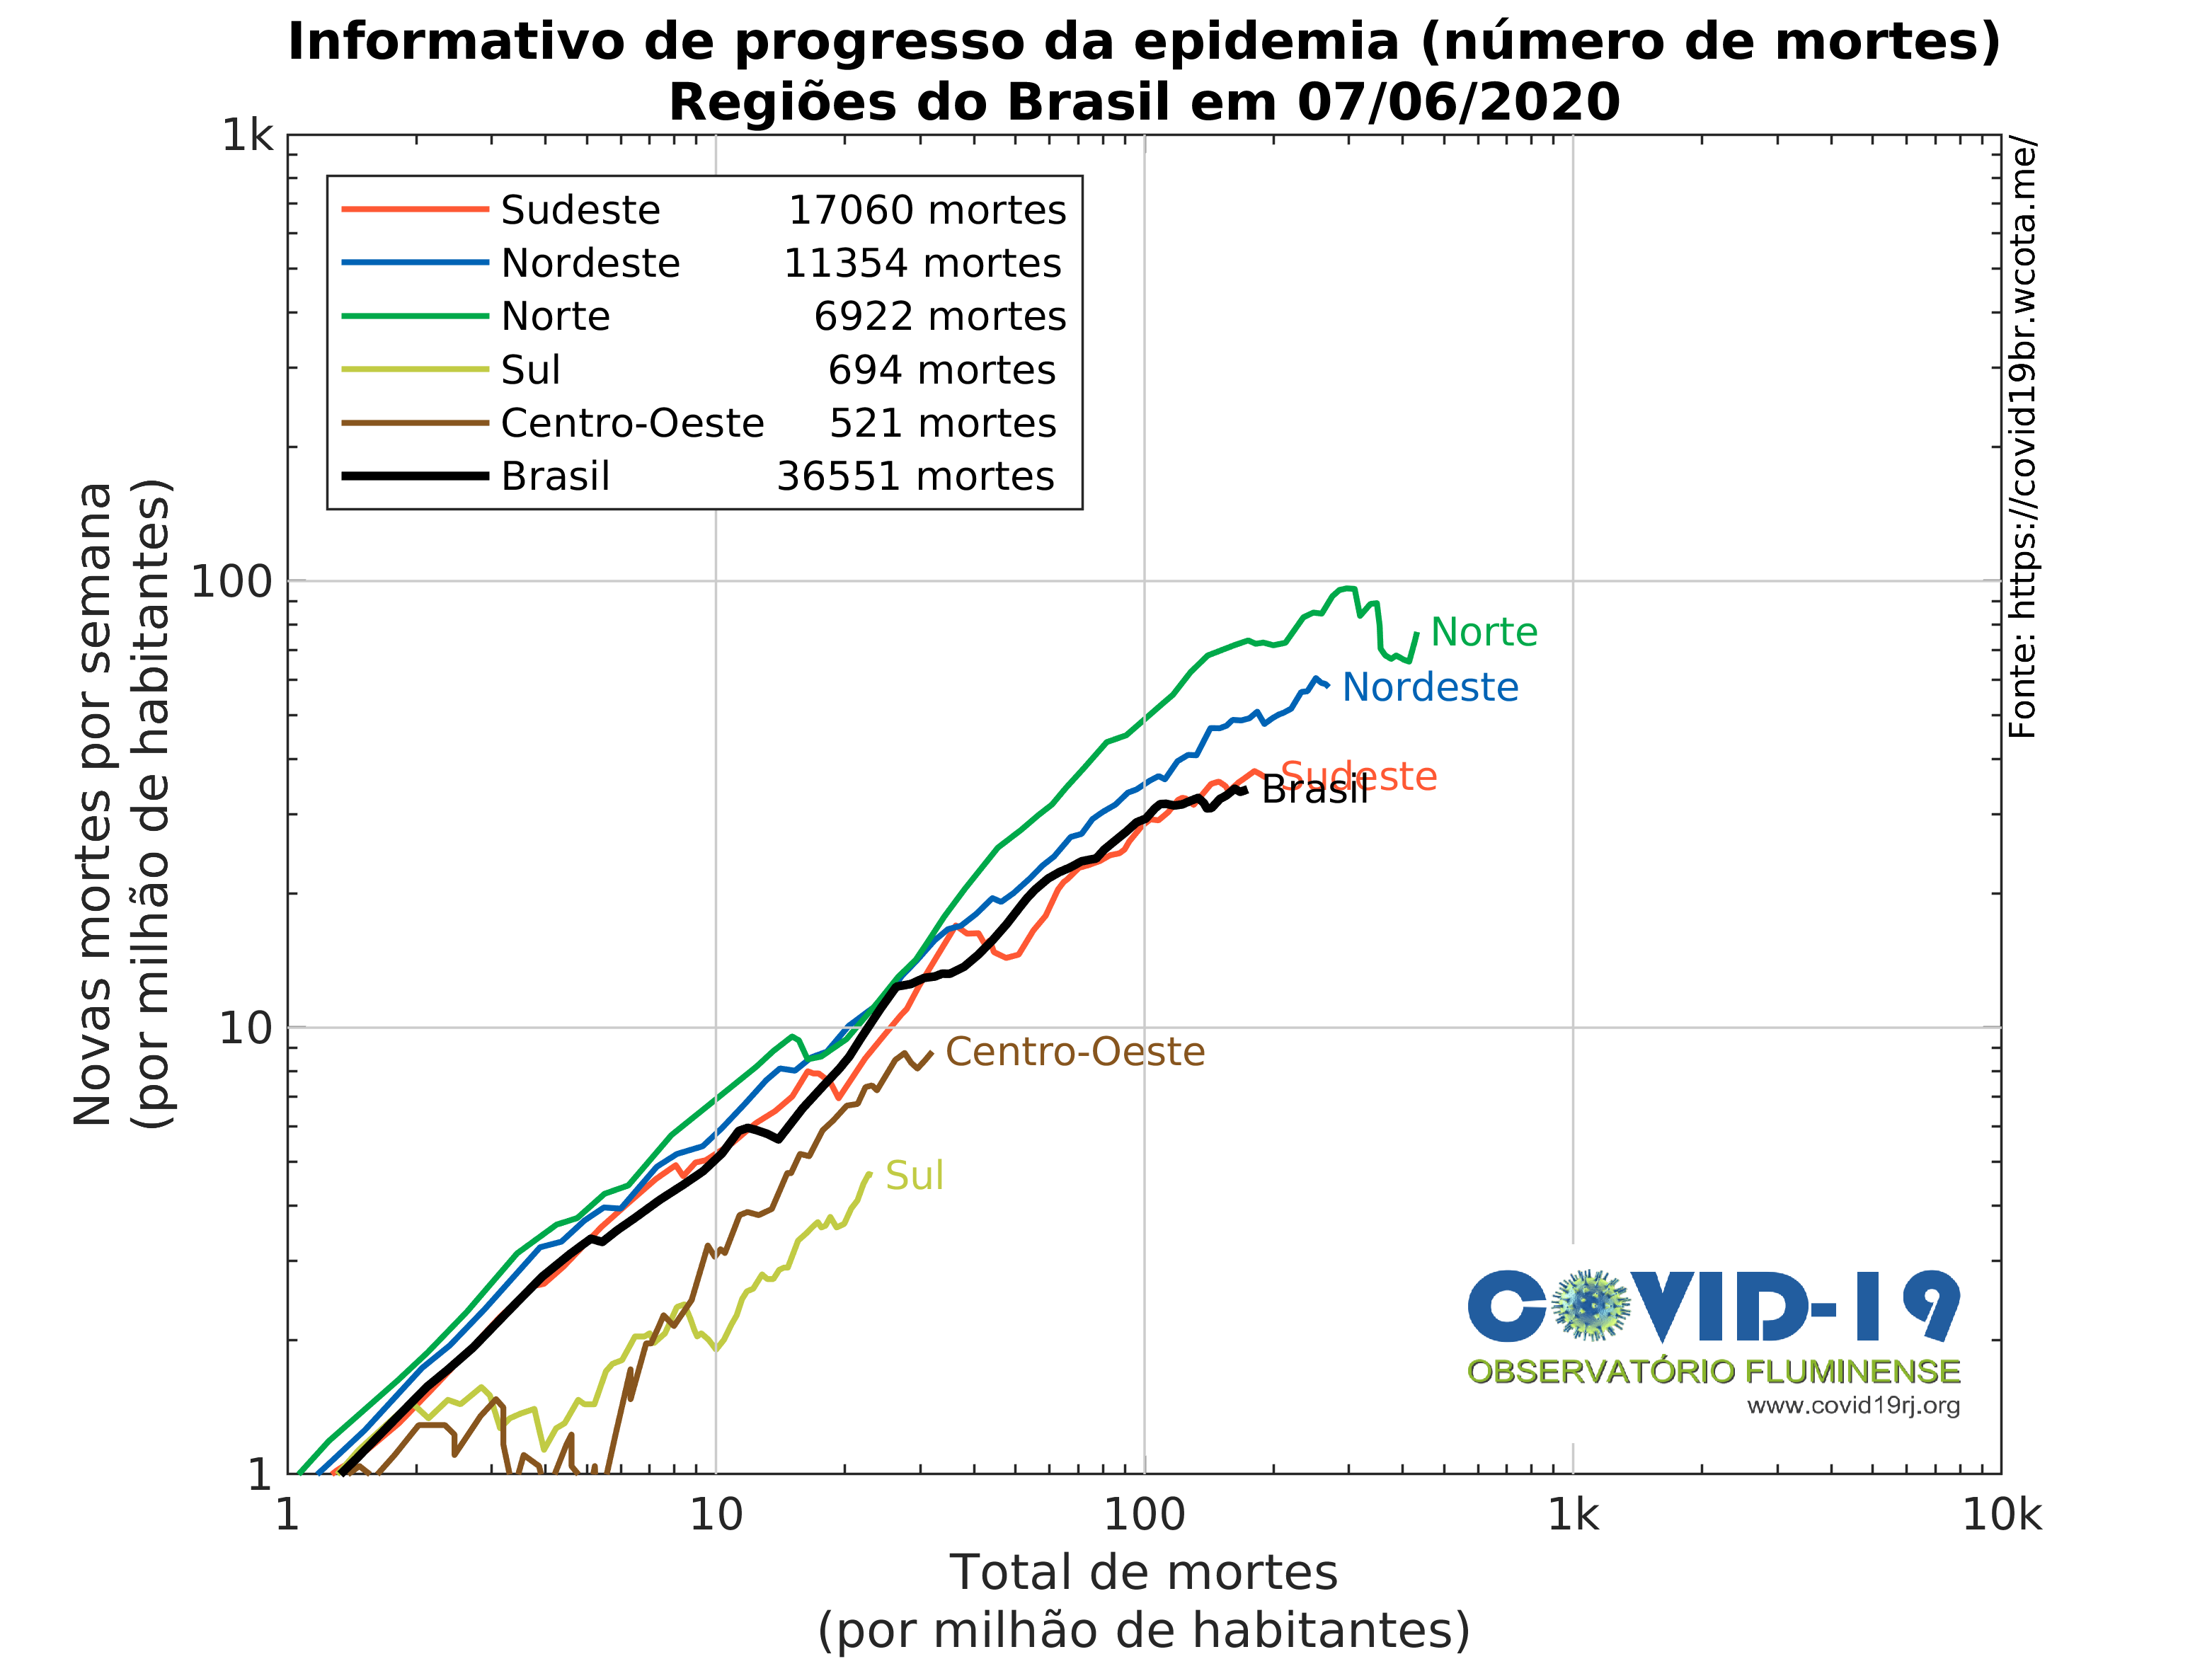 Informativo de progresso da epidemia (número de mortes)
Regiões do Brasil em 07/06/2020
1k
100
10
1
Novas mortes por semana
(por milhão de habitantes)
Sudeste 17060 mortes
Nordeste 11354 mortes
Norte 6922 mortes
Sul 694 mortes
Centro-Oeste 521 mortes
Brasil 36551 mortes
Norte
Nordeste
Sudeste
Brasil
Centro-Oeste
Sul
Fonte: https://covid19br.wcota.me/
COVID-19
OBSERVATÓRIO FLUMINENSE
www.covid19rj.org
1 10 100 1k 10k
Total de mortes
(por milhão de habitantes)